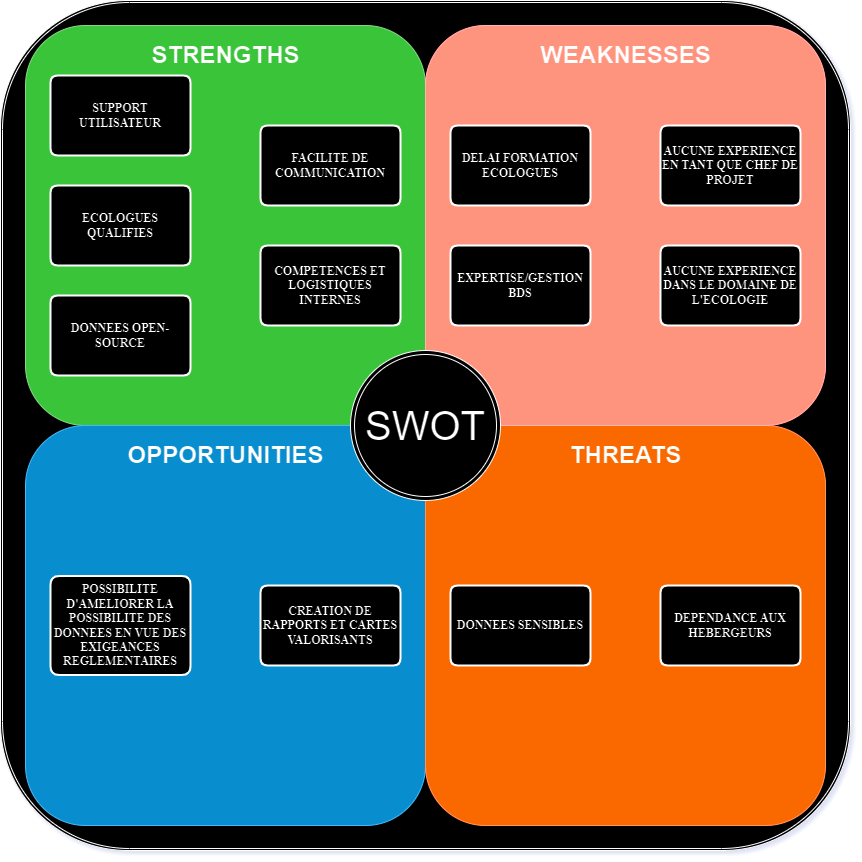 STRENGTHS
SUPPORT
UTILISATEUR
ECOLOGUES
QUALIFIES
DONNEES OPEN-
SOURCE
FACILITE DE
COMMUNICATION
COMPETENCES ET
LOGISTIQUES
INTERNES
WEAKNESSES
DELAI FORMATION
ECOLOGUES
EXPERTISE/GESTION
BDS
AUCUNE EXPERIENCE
EN TANT QUE CHEF DE
PROJET
AUCUNE EXPERIENCE
DANS LE DOMAINE DE
L'ECOLOGIE
SWOT
OPPORTUNITIES
POSSIBILITE
D'AMELIORER LA
POSSIBILITE DES
DONNEES EN VUE DES
EXIGEANCES
REGLEMENTAIRES
CREATION DE
RAPPORTS ET CARTES
VALORISANTS
THREATS
DONNEES SENSIBLES
DEPENDANCE AUX
HEBERGEURS